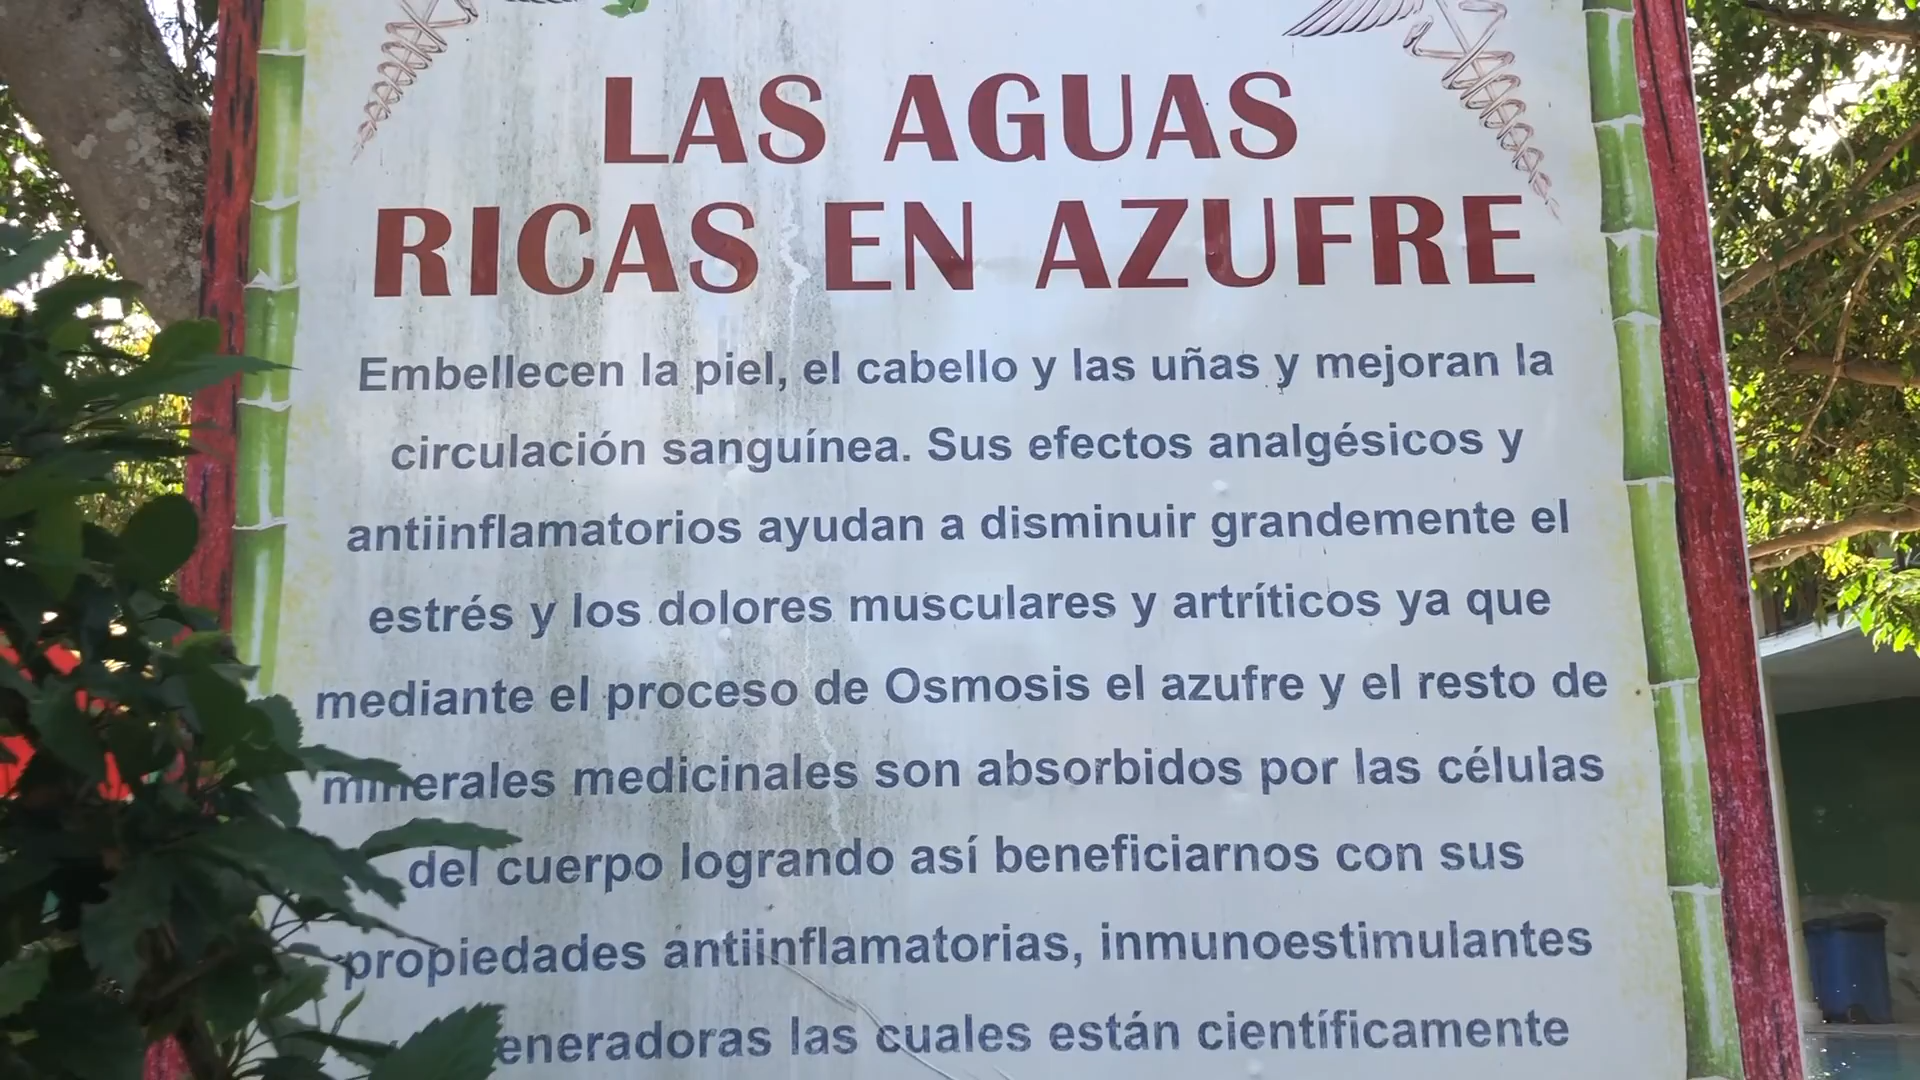 LAS AGUAS
RICAS EN AZUFRE
Embellecen la piel, el cabello y las uñas y mejoran la
circulación sanguínea. Sus efectos analgésicos y
antiinflamatorios ayudan a disminuir grandemente el
estrés y los dolores musculares y artríticos ya que
mediante el proceso de Osmosis el azufre y el resto de
minerales medicinales son absorbidos por las células
del cuerpo logrando así beneficiarnos con sus
propiedades antiinflamatorias, inmunoestimulantes
las cuales están científicamente